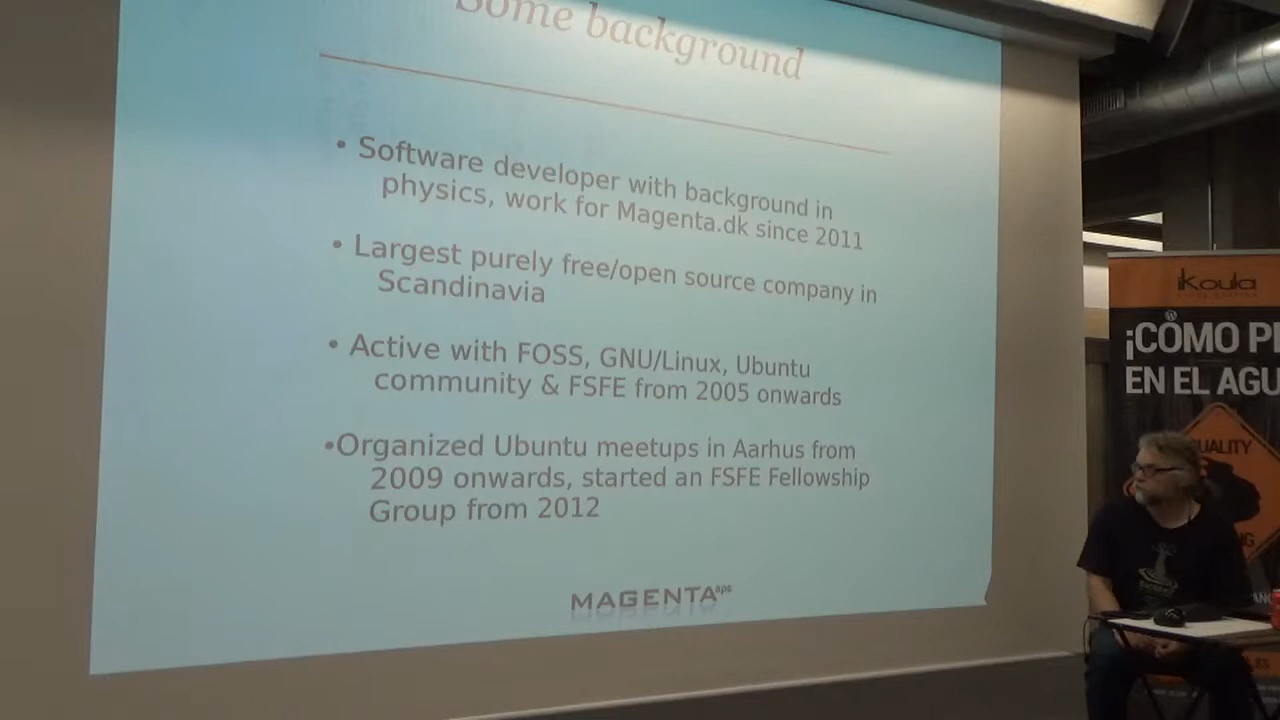 Some background
• Software developer with background in
physics, work for Magenta.dk since 2011
• Largest purely free/open source company in
Scandinavia
• Active with FOSS, GNU/Linux, Ubuntu
community & FSFE from 2005 onwards
•Organized Ubuntu meetups in Aarhus from
2009 onwards, started an FSFE Fellowship
Group from 2012
MAGENTA aps
ikoula
¡CÓMO
EN EL